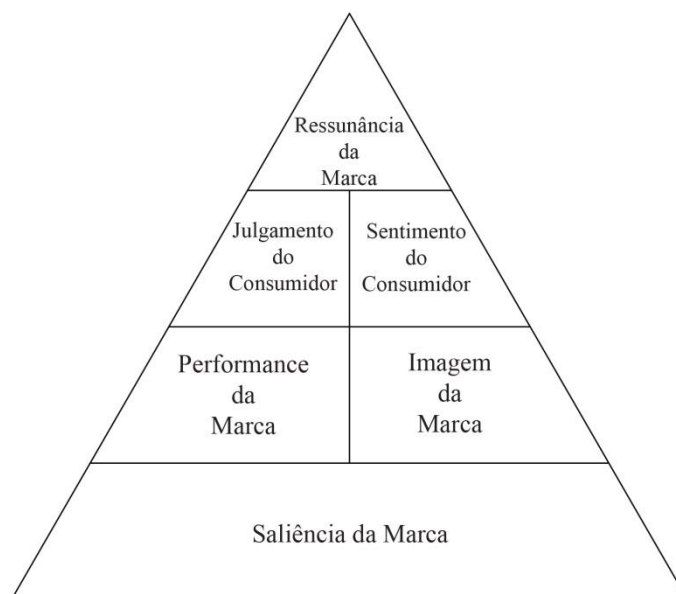 Ressunância
da
Marca
Julgamento
do
Consumidor
Sentimento
do
Consumidor
Performance
da
Marca
Imagem
da
Marca
Saliência da Marca